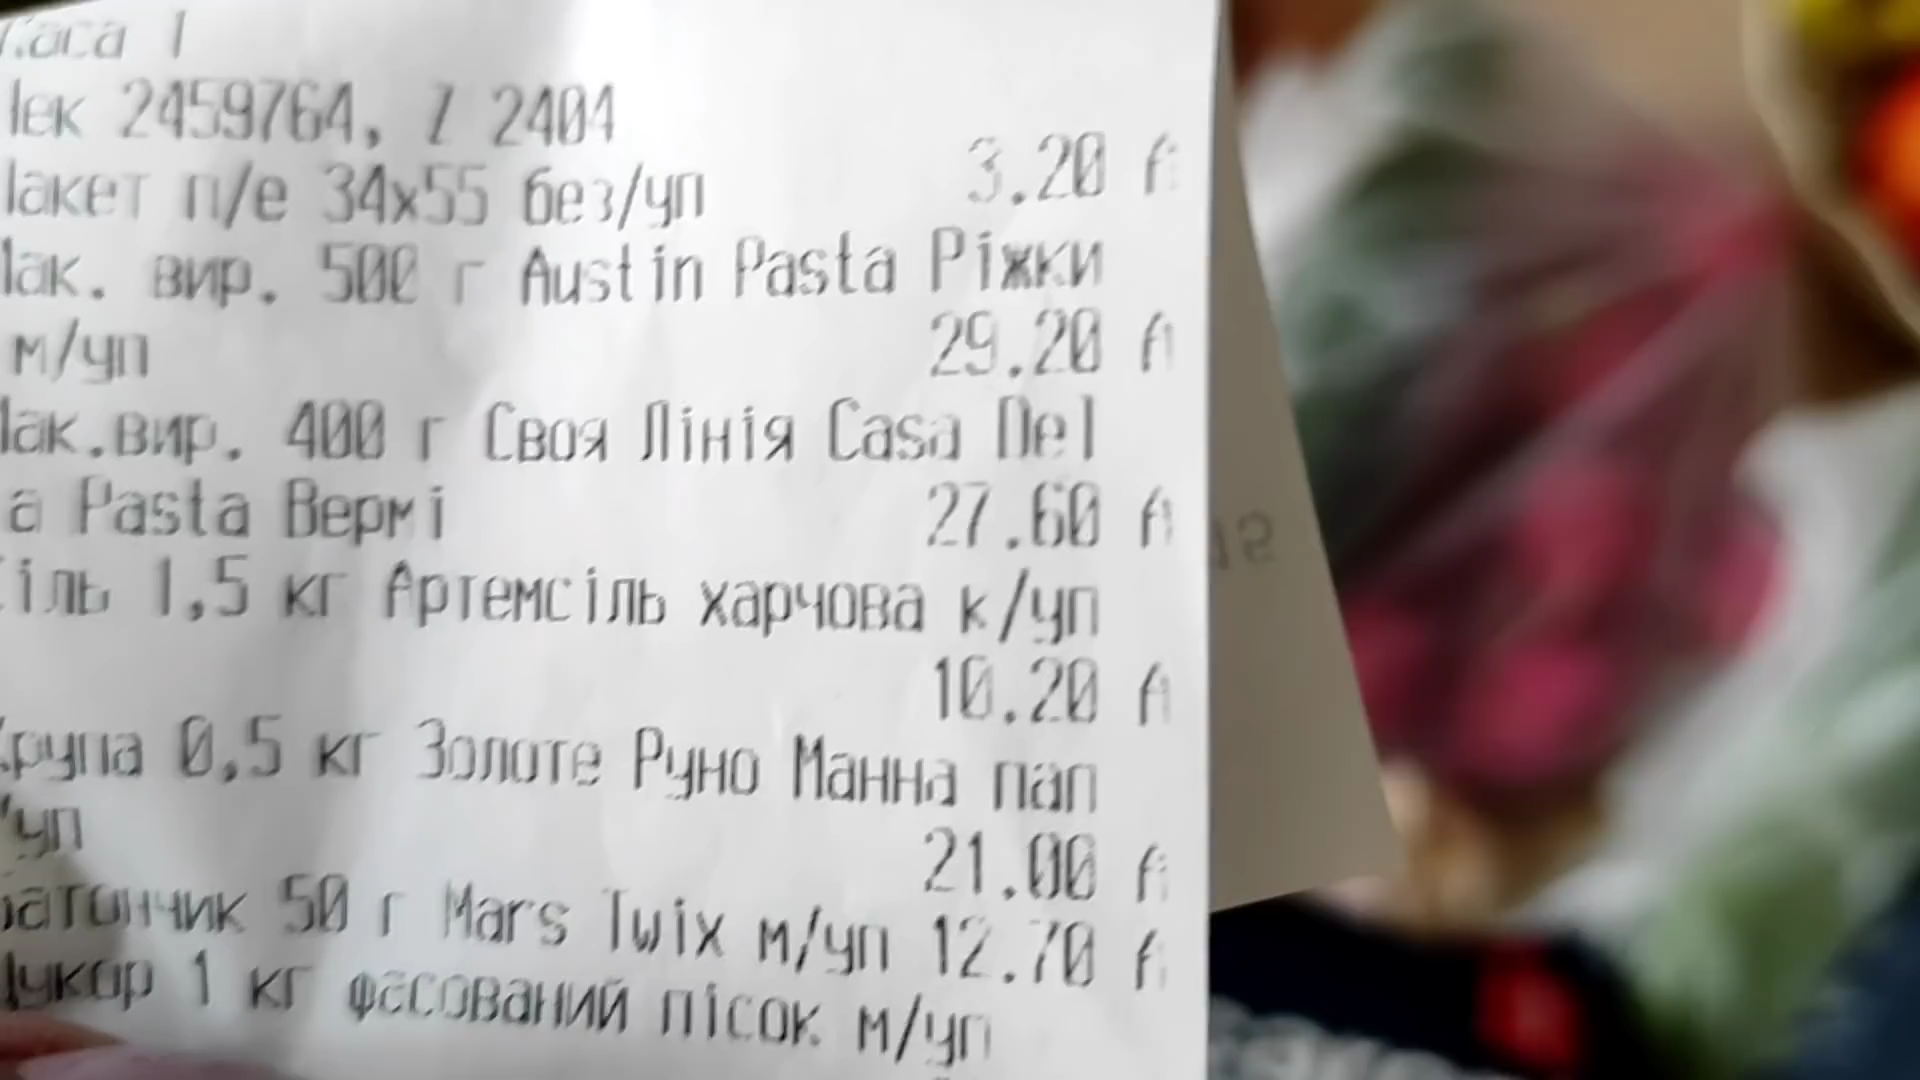 Каса 1
Чек 2459764, Z 2404
Пакет п/е 34x55 без/уп 3.20 A
Мак. вир. 500 г Austin Pasta Ріжки
м/уп 29.20 A
Мак.вир. 400 г Своя Лінія Casa Del
a Pasta Вермі 27.60 A
Сіль 1,5 кг Артемсіль харчова к/уп
10.20 A
Крупа 0,5 кг Золоте Руно Манна пап
/уп 21.00 A
Батончик 50 г Mars Twix м/уп 12.70 A
Цукор 1 кг фасований пісок м/уп